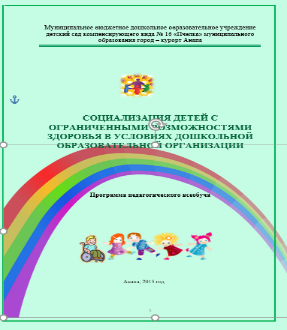 Муниципальное бюджетное дошкольное образовательное учреждение
детский сад компенсирующего вида № 16 «Пчелка» муниципального
образования город – курорт Анапа
СОЦИАЛИЗАЦИЯ ДЕТЕЙ С
ОГРАНИЧЕННЫМИ ВОЗМОЖНОСТЯМИ
ЗДОРОВЬЯ В УСЛОВИЯХ ДОШКОЛЬНОЙ
ОБРАЗОВАТЕЛЬНОЙ ОРГАНИЗАЦИИ
Программа педагогического всеобуча
Анапа, 2015 год